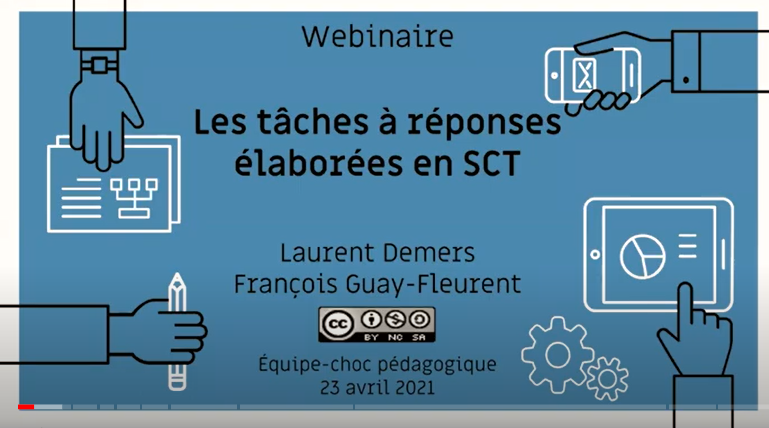 Webinaire
Les tâches à réponses
élaborées en SCT
Laurent Demers
François Guay-Fleurent
cc
BY NC SA
Équipe-choc pédagogique
23 avril 2021